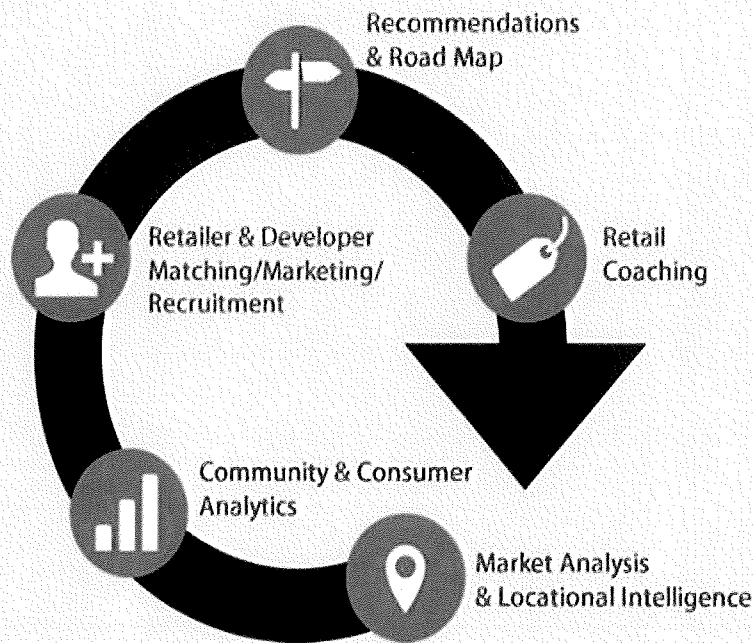 Recommendations
& Road Map
Retailer & Developer
Matching/Marketing/
Recruitment
Retail
Coaching
Community & Consumer
Analytics
Market Analysis
& Locational Intelligence